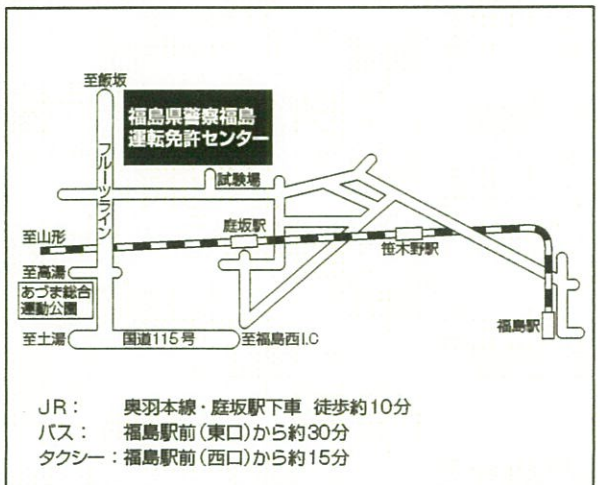 至飯坂
福島県警察福島
運転免許センター
フルーツライン
試験場
至山形
庭坂駅
笹木野駅
至高湯
あづま総合
運動公園
福島駅
至土湯
国道115号
至福島西I.C
JR： 奥羽本線・庭坂駅下車 徒歩約10分
バス： 福島駅前(東口)から約30分
タクシー：福島駅前(西口)から約15分